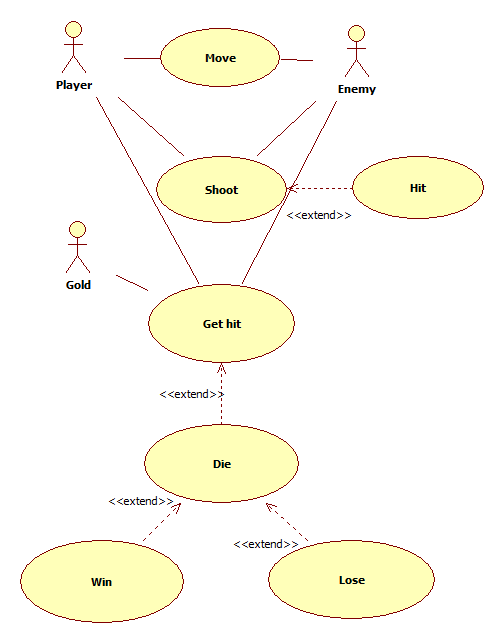 Move
Player
Enemy
Shoot
Hit
<<extend>>
Gold
Get hit
<<extend>>
Die
<<extend>>
<<extend>>
Win
Lose